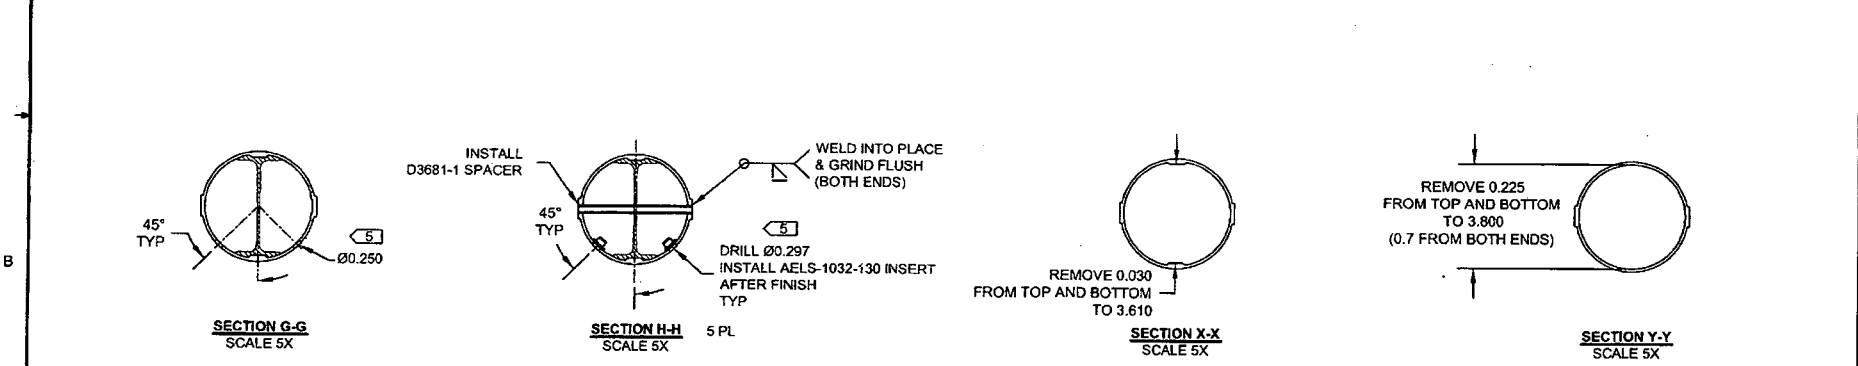 B
45°
TYP
5
Ø0.250
SECTION G-G
SCALE 5X
INSTALL
D3681-1 SPACER
WELD INTO PLACE
& GRIND FLUSH
(BOTH ENDS)
45°
TYP
5
DRILL Ø0.297
INSTALL AELS-1032-130 INSERT
AFTER FINISH
TYP
SECTION H-H 5 PL
SCALE 5X
REMOVE 0.030
FROM TOP AND BOTTOM
TO 3.610
SECTION X-X
SCALE 5X
REMOVE 0.225
FROM TOP AND BOTTOM
TO 3.800
(0.7 FROM BOTH ENDS)
SECTION Y-Y
SCALE 5X